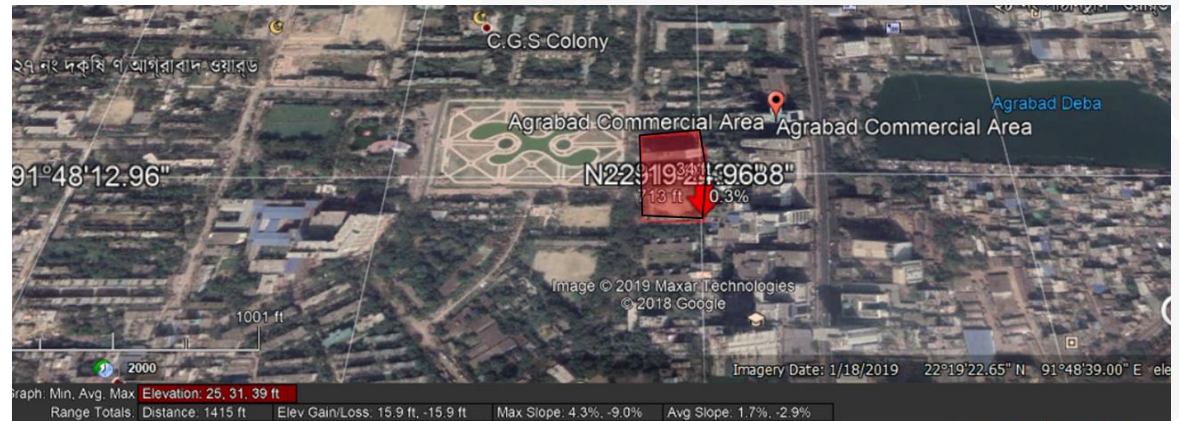 C.G.S Colony
২৭ নং দক্ষিণ আগ্রাবাদ ওয়ার্ড
Agrabad Deba
Agrabad Commercial Area
Agrabad Commercial Area
91°48'12.96"
713 ft
0.3%
Image © 2019 Maxar Technologies
© 2018 Google
1001 ft
2000
Imagery Date: 1/18/2019 22°19'22.65" N 91°48'39.00" E ele
Graph: Min, Avg, Max Elevation: 25, 31, 39 ft
Range Totals: Distance: 1415 ft Elev Gain/Loss: 15.9 ft, -15.9 ft Max Slope: 4.3%, -9.0% Avg Slope: 1.7%, -2.9%